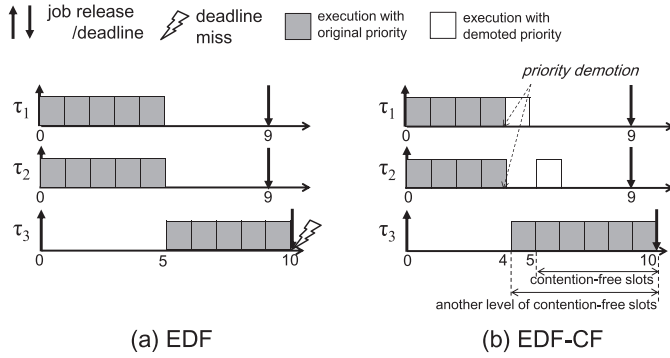 job release
/deadline
deadline
miss
execution with
original priority
execution with
demoted priority
priority demotion
τ1
0
9
τ1
0
9
τ2
0
9
τ2
0
9
τ3
0
5
10
τ3
0
4
5
10
contention-free slots
another level of contention-free slots
(a) EDF
(b) EDF-CF